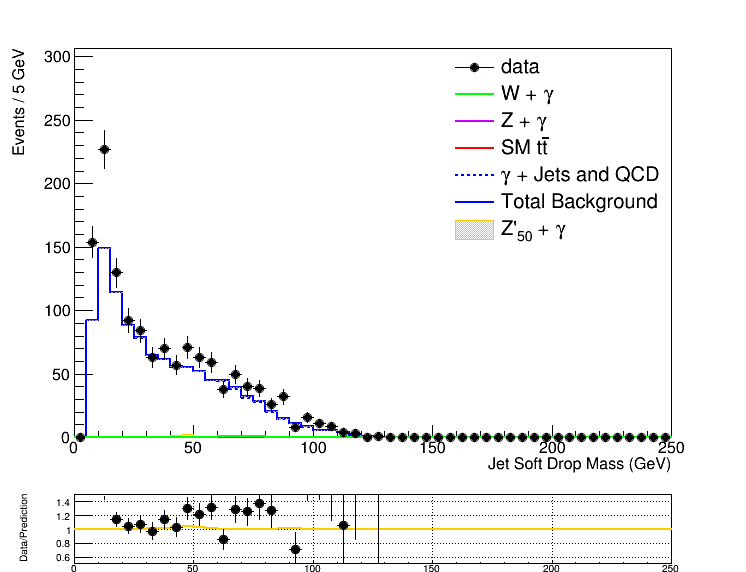 Events / 5 GeV
300
250
200
150
100
50
0
data
W + γ
Z + γ
SM tt̄
γ + Jets and QCD
Total Background
Z'50 + γ
0 50 100 150 200 250
Jet Soft Drop Mass (GeV)
Data/Prediction
1.4
1.2
1
0.8
0.6
0 50 100 150 200 250